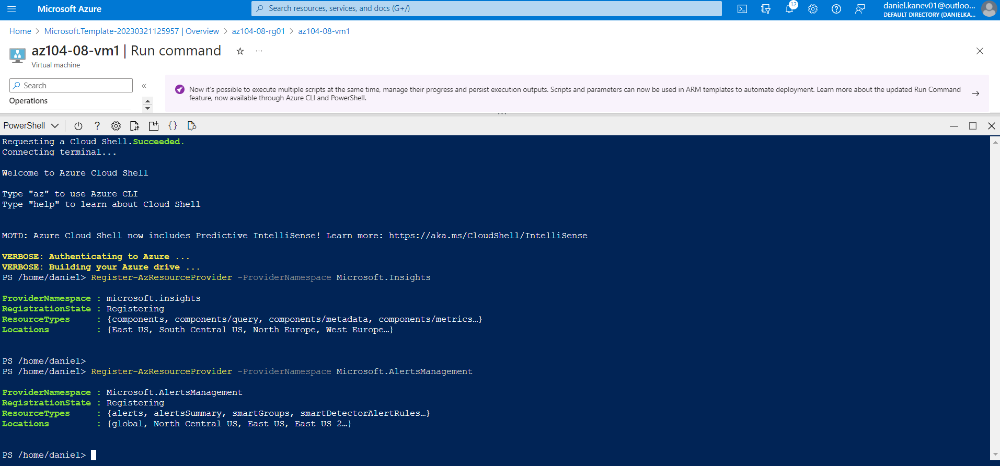 Microsoft Azure
Search resources, services, and docs (G+/)
12
daniel.kanev01@outloo...
DEFAULT DIRECTORY (DANIELKA...
Home > Microsoft.Template-20230321125957 | Overview > az104-08-rg01 > az104-08-vm1
az104-08-vm1 | Run command
Virtual machine
Search
Operations
Now it's possible to execute multiple scripts at the same time, manage their progress and persist execution outputs. Scripts and parameters can now be used in ARM templates to automate deployment. Learn more about the updated Run Command
feature, now available through Azure CLI and PowerShell.
PowerShell
Requesting a Cloud Shell.Succeeded.
Connecting terminal...
Welcome to Azure Cloud Shell
Type "az" to use Azure CLI
Type "help" to learn about Cloud Shell
MOTD: Azure Cloud Shell now includes Predictive IntelliSense! Learn more: https://aka.ms/CloudShell/IntelliSense
VERBOSE: Authenticating to Azure ...
VERBOSE: Building your Azure drive ...
PS /home/daniel> Register-AzResourceProvider -ProviderNamespace Microsoft.Insights
ProviderNamespace : microsoft.insights
RegistrationState : Registering
ResourceTypes     : {components, components/query, components/metadata, components/metrics…}
Locations         : {East US, South Central US, North Europe, West Europe…}
PS /home/daniel>
PS /home/daniel> Register-AzResourceProvider -ProviderNamespace Microsoft.AlertsManagement
ProviderNamespace : Microsoft.AlertsManagement
RegistrationState : Registering
ResourceTypes     : {alerts, alertsSummary, smartGroups, smartDetectorAlertRules…}
Locations         : {global, North Central US, East US, East US 2…}
PS /home/daniel>